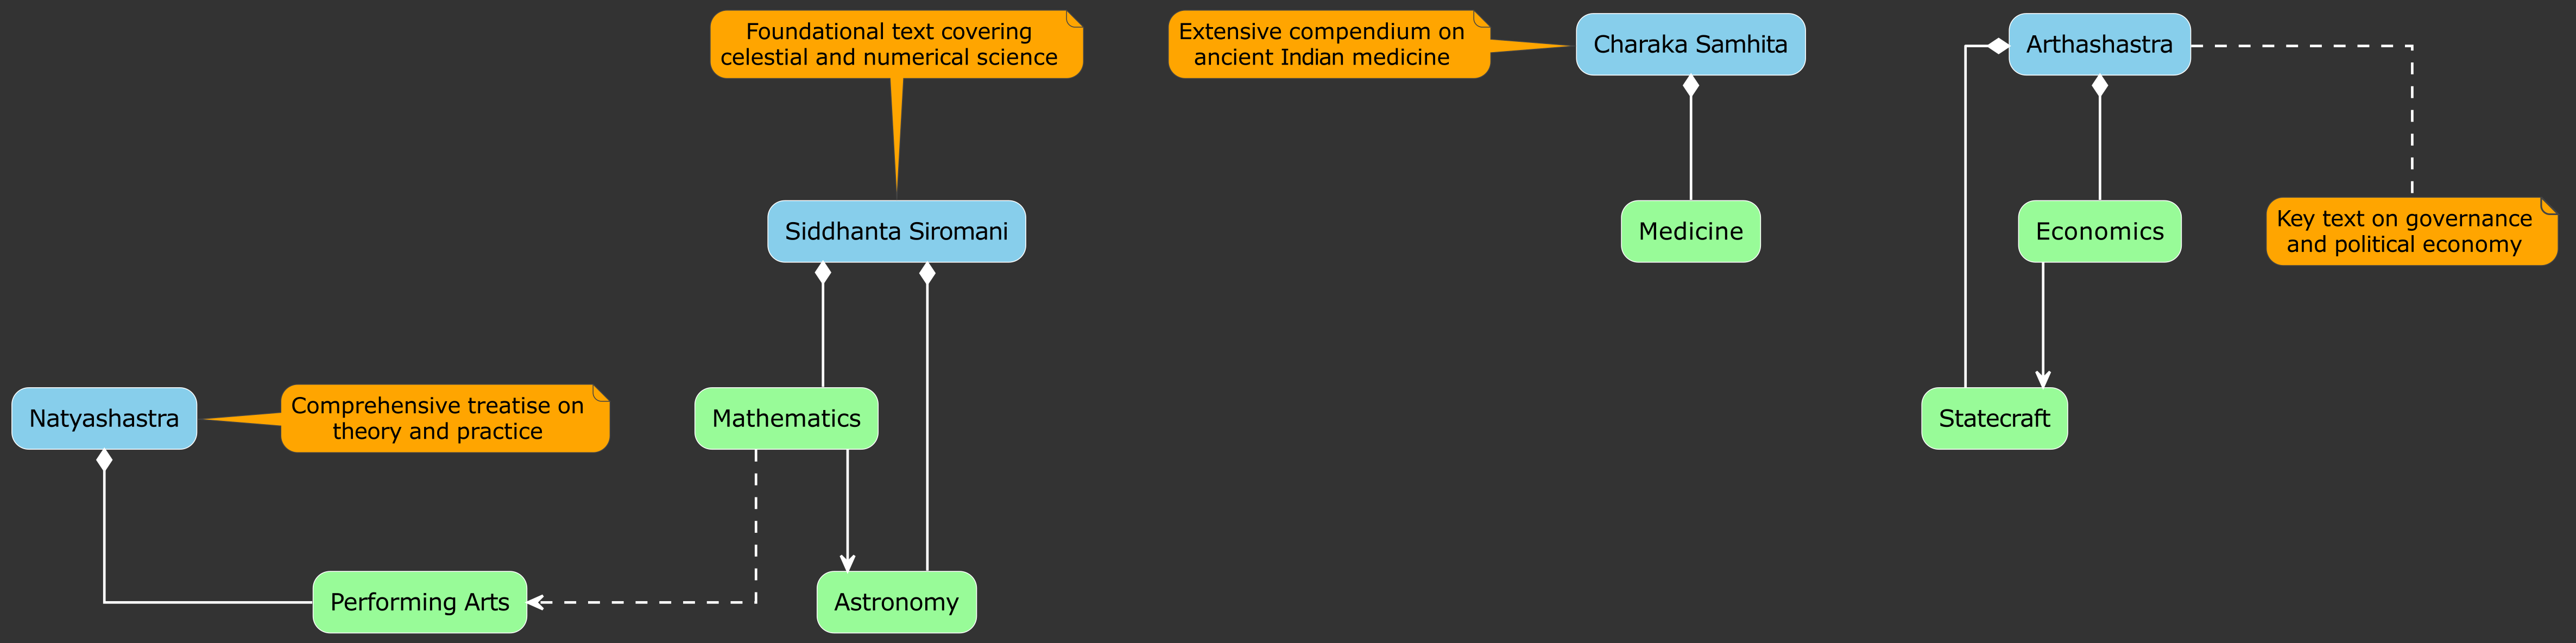 Foundational text covering
celestial and numerical science
Extensive compendium on
ancient Indian medicine
Charaka Samhita
Arthashastra
Siddhanta Siromani
Medicine
Economics
Key text on governance
and political economy
Natyashastra
Comprehensive treatise on
theory and practice
Mathematics
Statecraft
Performing Arts
Astronomy